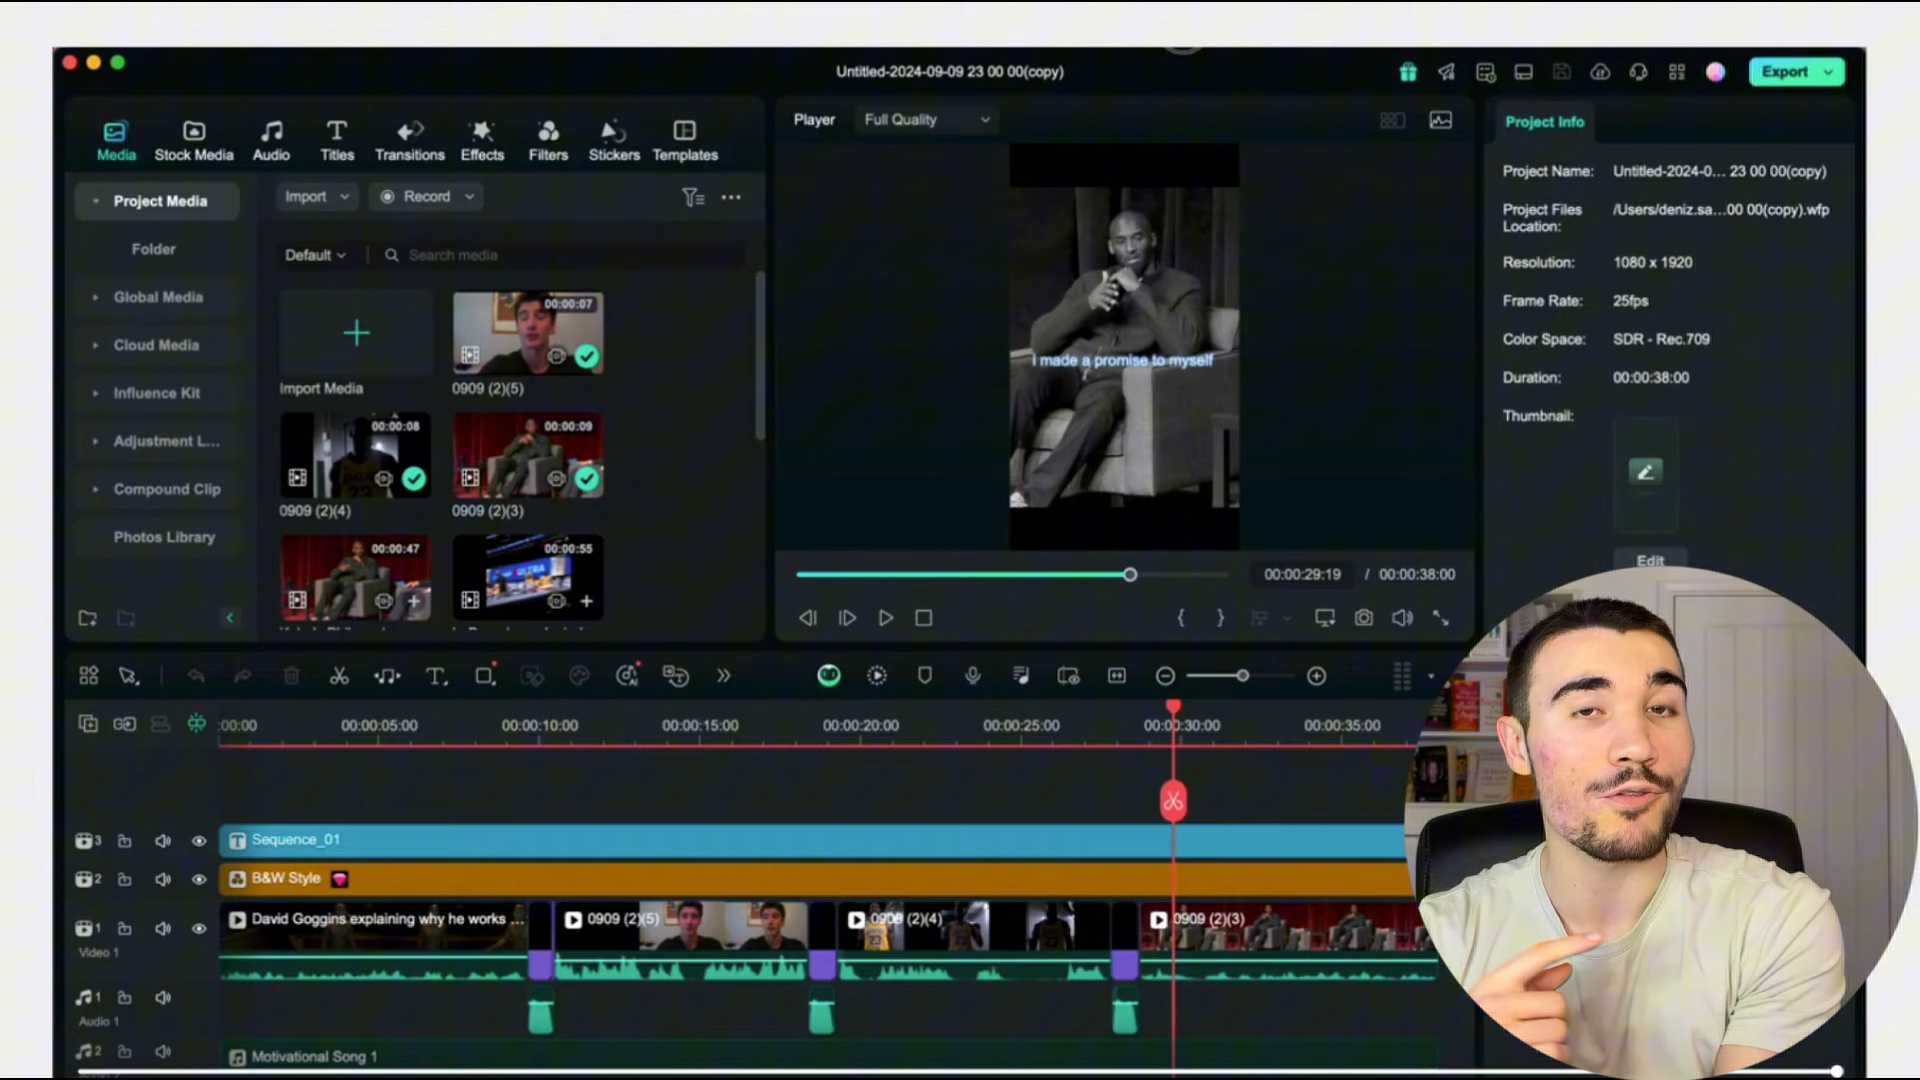 Untitled-2024-09-09 23 00 00(copy)
Export
Media
Stock Media
Audio
Titles
Transitions
Effects
Filters
Stickers
Templates
Player
Full Quality
Project Info
Project Media
Import
Record
Folder
Default
Search media
Global Media
Cloud Media
Influence Kit
Adjustment L...
Compound Clip
Photos Library
Import Media
00:00:07
0909 (2)(5)
00:00:08
0909 (2)(4)
00:00:09
0909 (2)(3)
00:00:47
00:00:55
I made a promise to myself
00:00:29:19 / 00:00:38:00
Project Name: Untitled-2024-0... 23 00 00(copy)
Project Files Location: /Users/deniz.sa...00 00(copy).wfp
Resolution: 1080 x 1920
Frame Rate: 25fps
Color Space: SDR - Rec.709
Duration: 00:00:38:00
Thumbnail:
Edit
:00:00
00:00:05:00
00:00:10:00
00:00:15:00
00:00:20:00
00:00:25:00
00:00:30:00
00:00:35:00
3
Sequence_01
2
B&W Style
1
Video 1
David Goggins explaining why he works ...
0909 (2)(5)
0909 (2)(4)
0909 (2)(3)
1
Audio 1
2
Motivational Song 1